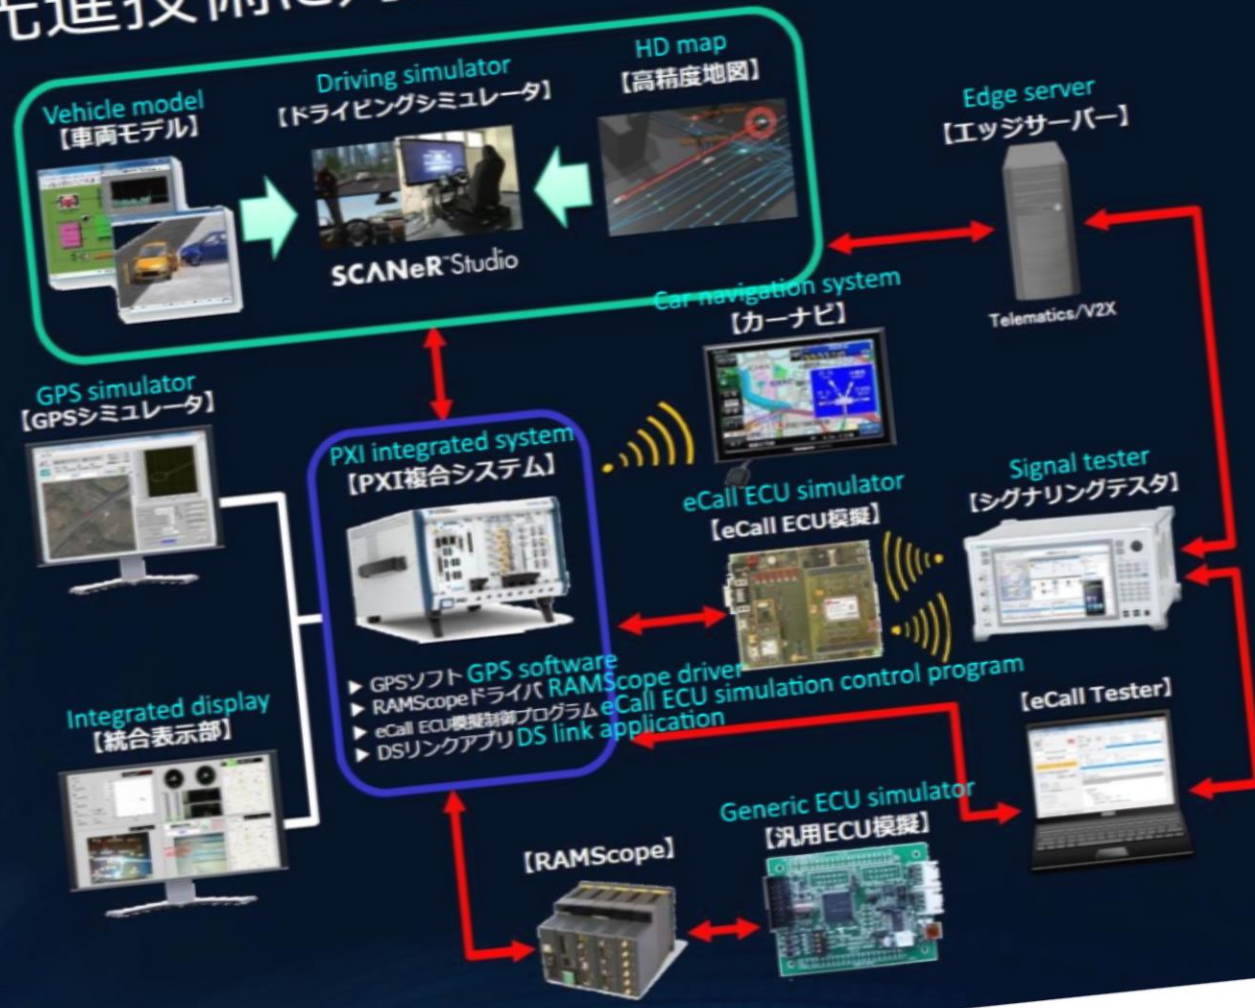 Vehicle model
【車両モデル】
Driving simulator
【ドライビングシミュレータ】
HD map
【高精度地図】
SCANeR™Studio
Edge server
【エッジサーバー】
Telematics/V2X
Car navigation system
【カーナビ】
GPS simulator
【GPSシミュレータ】
PXI integrated system
【PXI複合システム】
eCall ECU simulator
【eCall ECU模擬】
Signal tester
【シグナリングテスタ】
▶ GPSソフト GPS software
▶ RAMScopeドライバ RAMScope driver
▶ eCall ECU模擬制御プログラム eCall ECU simulation control program
▶ DSリンクアプリ DS link application
Integrated display
【統合表示部】
【eCall Tester】
Generic ECU simulator
【汎用ECU模擬】
【RAMScope】